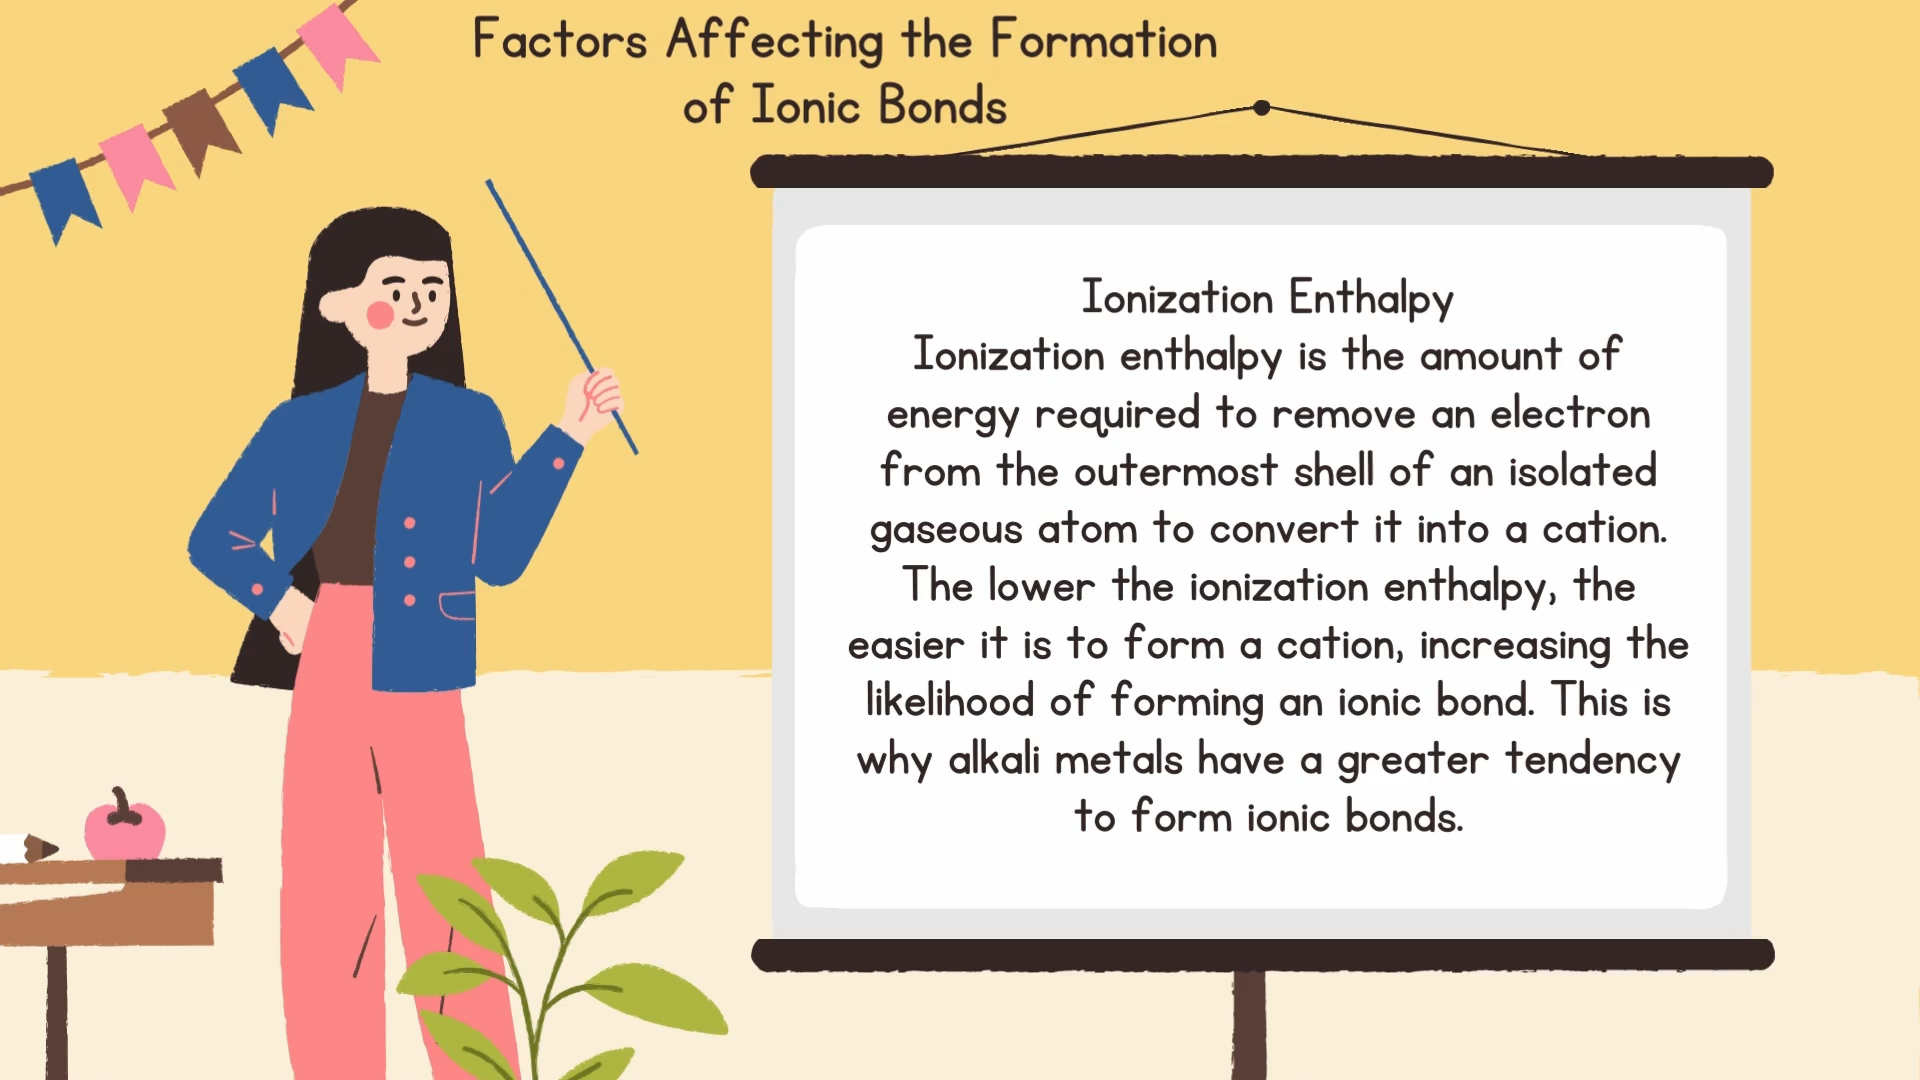 Factors Affecting the Formation
of Ionic Bonds
Ionization Enthalpy
Ionization enthalpy is the amount of
energy required to remove an electron
from the outermost shell of an isolated
gaseous atom to convert it into a cation.
The lower the ionization enthalpy, the
easier it is to form a cation, increasing the
likelihood of forming an ionic bond. This is
why alkali metals have a greater tendency
to form ionic bonds.